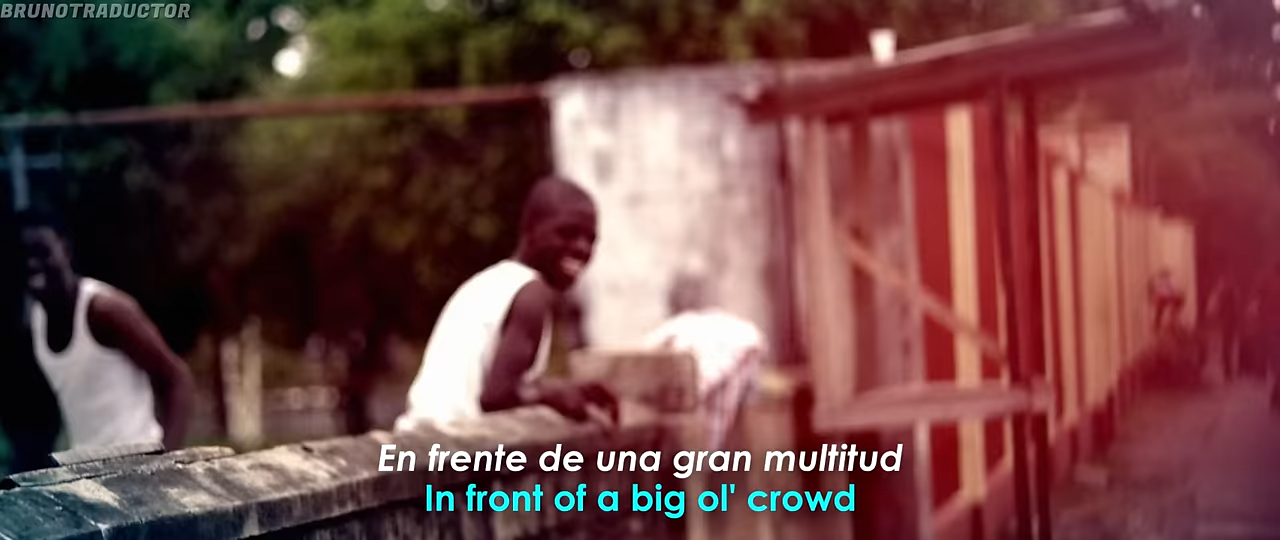 BRUNOTRADUCTOR
En frente de una gran multitud
In front of a big ol' crowd